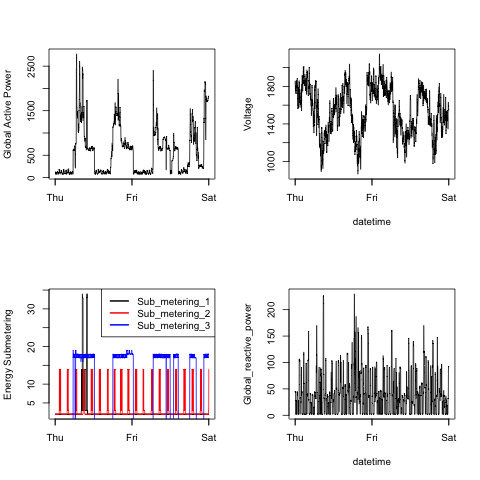 Global Active Power
2500
1500
500
0
Thu
Fri
Sat
Voltage
1800
1400
1000
Thu
Fri
Sat
datetime
Energy Submetering
30
20
10
5
Sub_metering_1
Sub_metering_2
Sub_metering_3
Thu
Fri
Sat
Global_reactive_power
200
150
100
50
0
Thu
Fri
Sat
datetime